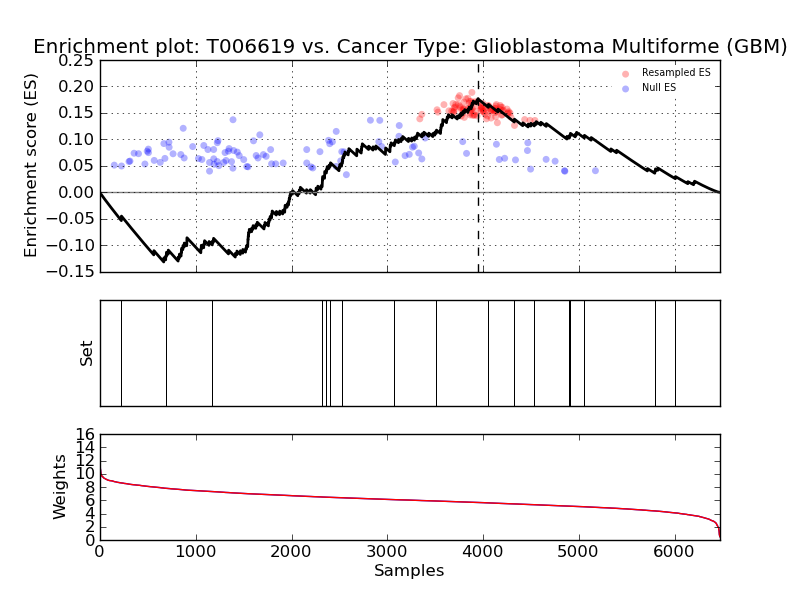 Enrichment plot: T006619 vs. Cancer Type: Glioblastoma Multiforme (GBM)
Enrichment score (ES)
0.25
0.20
0.15
0.10
0.05
0.00
−0.05
−0.10
−0.15
Resampled ES
Null ES
Set
Weights
16
14
12
10
8
6
4
2
0
0 1000 2000 3000 4000 5000 6000
Samples